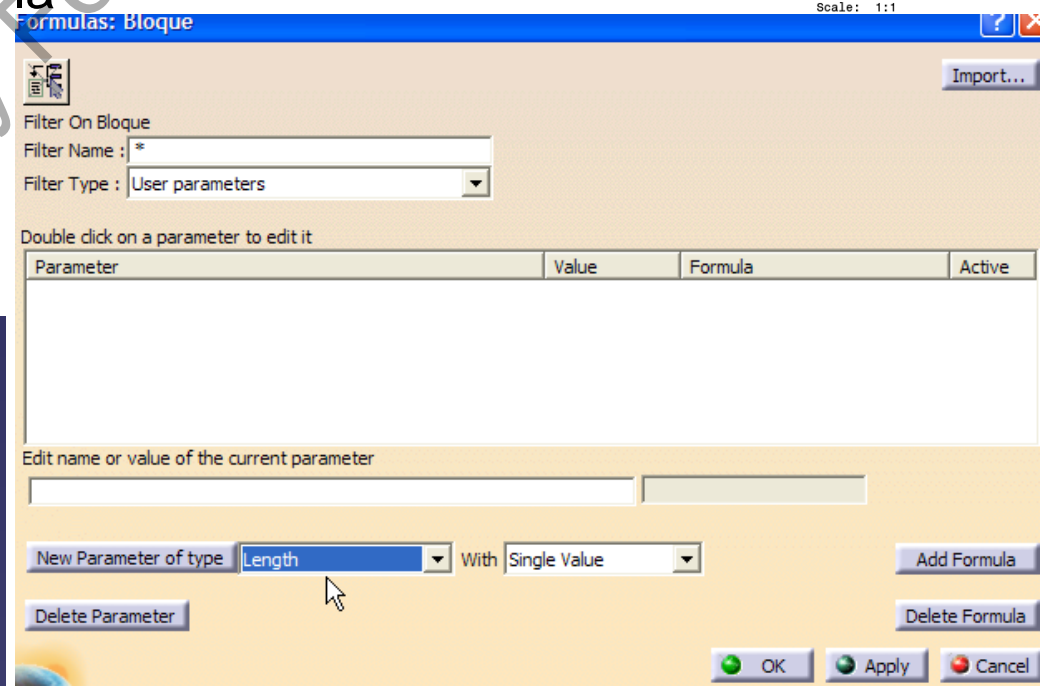 Scale: 1:1
Formulas: Bloque
Import...
Filter On Bloque
Filter Name : *
Filter Type : User parameters
Double click on a parameter to edit it
Parameter Value Formula Active
Edit name or value of the current parameter
New Parameter of type Length With Single Value Add Formula
Delete Parameter Delete Formula
OK Apply Cancel